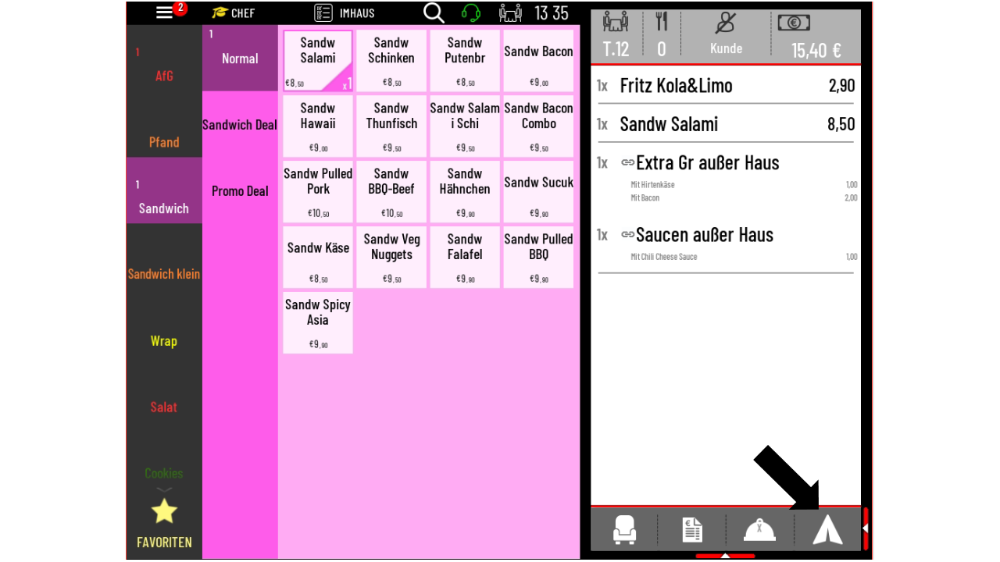 2
CHEF
IMHAUS
13 35
1
AfG
Pfand
1
Sandwich
Sandwich klein
Wrap
Salat
Cookies
FAVORITEN
1
Normal
Sandwich Deal
Promo Deal
Sandw
Salami
€8,50
x1
Sandw
Schinken
€8,50
Sandw
Putenbr
€8,50
Sandw Bacon
€9,00
Sandw
Hawaii
€9,00
Sandw
Thunfisch
€9,50
Sandw Salam
i Schi
€9,50
Sandw Bacon
Combo
€9,50
Sandw Pulled
Pork
€10,50
Sandw
BBQ-Beef
€10,50
Sandw
Hähnchen
€9,90
Sandw Sucuk
€9,90
Sandw Käse
€8,50
Sandw Veg
Nuggets
€9,50
Sandw
Falafel
€9,90
Sandw Pulled
BBQ
€9,90
Sandw Spicy
Asia
€9,90
T.12
0
Kunde
15,40 €
1x Fritz Kola&Limo 2,90
1x Sandw Salami 8,50
1x Extra Gr außer Haus
Mit Hirtenkäse 1,00
Mit Bacon 2,00
1x Saucen außer Haus
Mit Chili Cheese Sauce 1,00
€
X